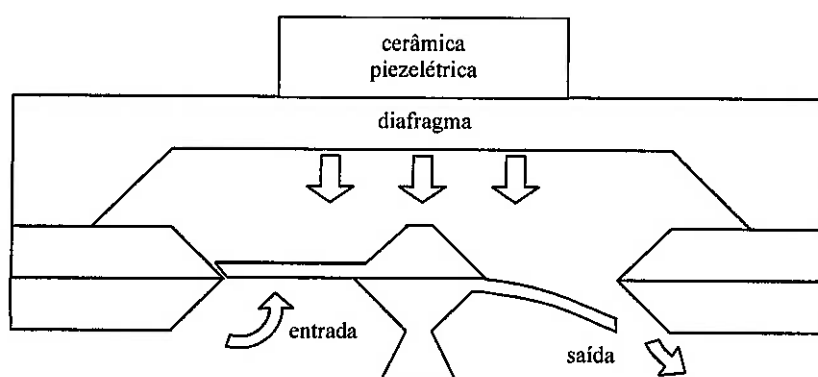 cerâmica
piezelétrica
diafragma
entrada
saída